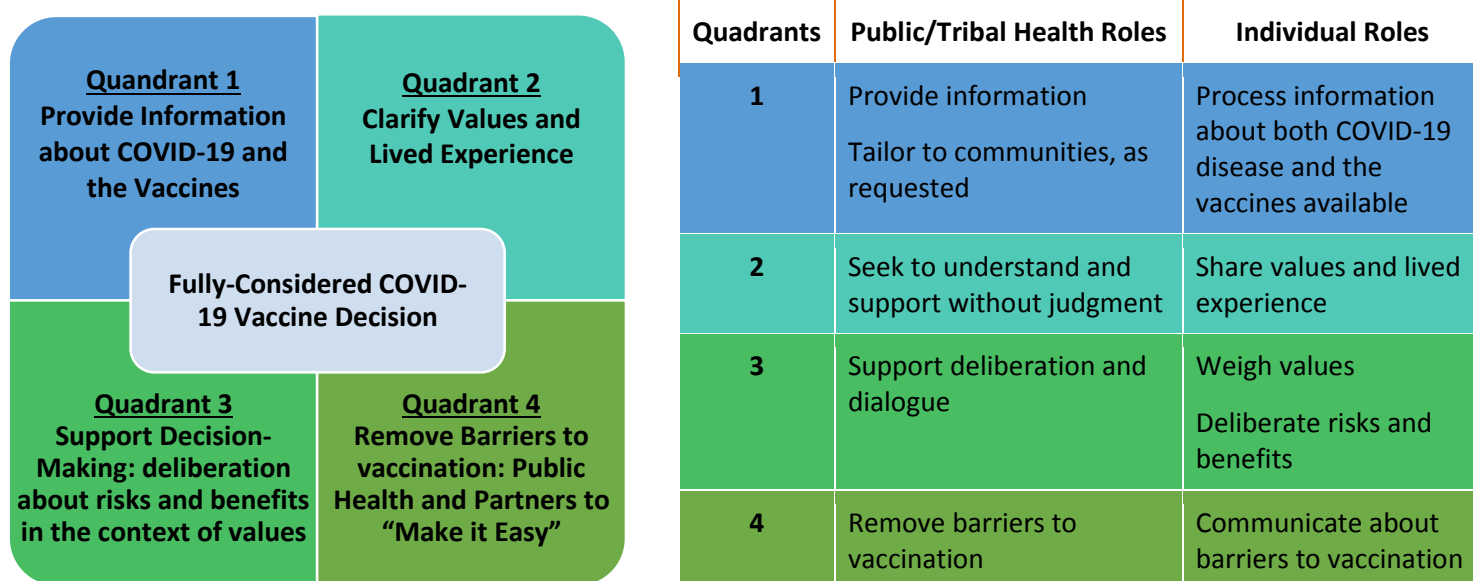 Quandrant 1
Provide Information
about COVID-19 and
the Vaccines
Quadrant 2
Clarify Values and
Lived Experience
Fully-Considered COVID-
19 Vaccine Decision
Quadrant 3
Support Decision-
Making: deliberation
about risks and benefits
in the context of values
Quadrant 4
Remove Barriers to
vaccination: Public
Health and Partners to
“Make it Easy”
Quadrants Public/Tribal Health Roles Individual Roles
1
Provide information
Tailor to communities, as
requested
Process information
about both COVID-19
disease and the
vaccines available
2
Seek to understand and
support without judgment
Share values and lived
experience
3
Support deliberation and
dialogue
Weigh values
Deliberate risks and
benefits
4
Remove barriers to
vaccination
Communicate about
barriers to vaccination